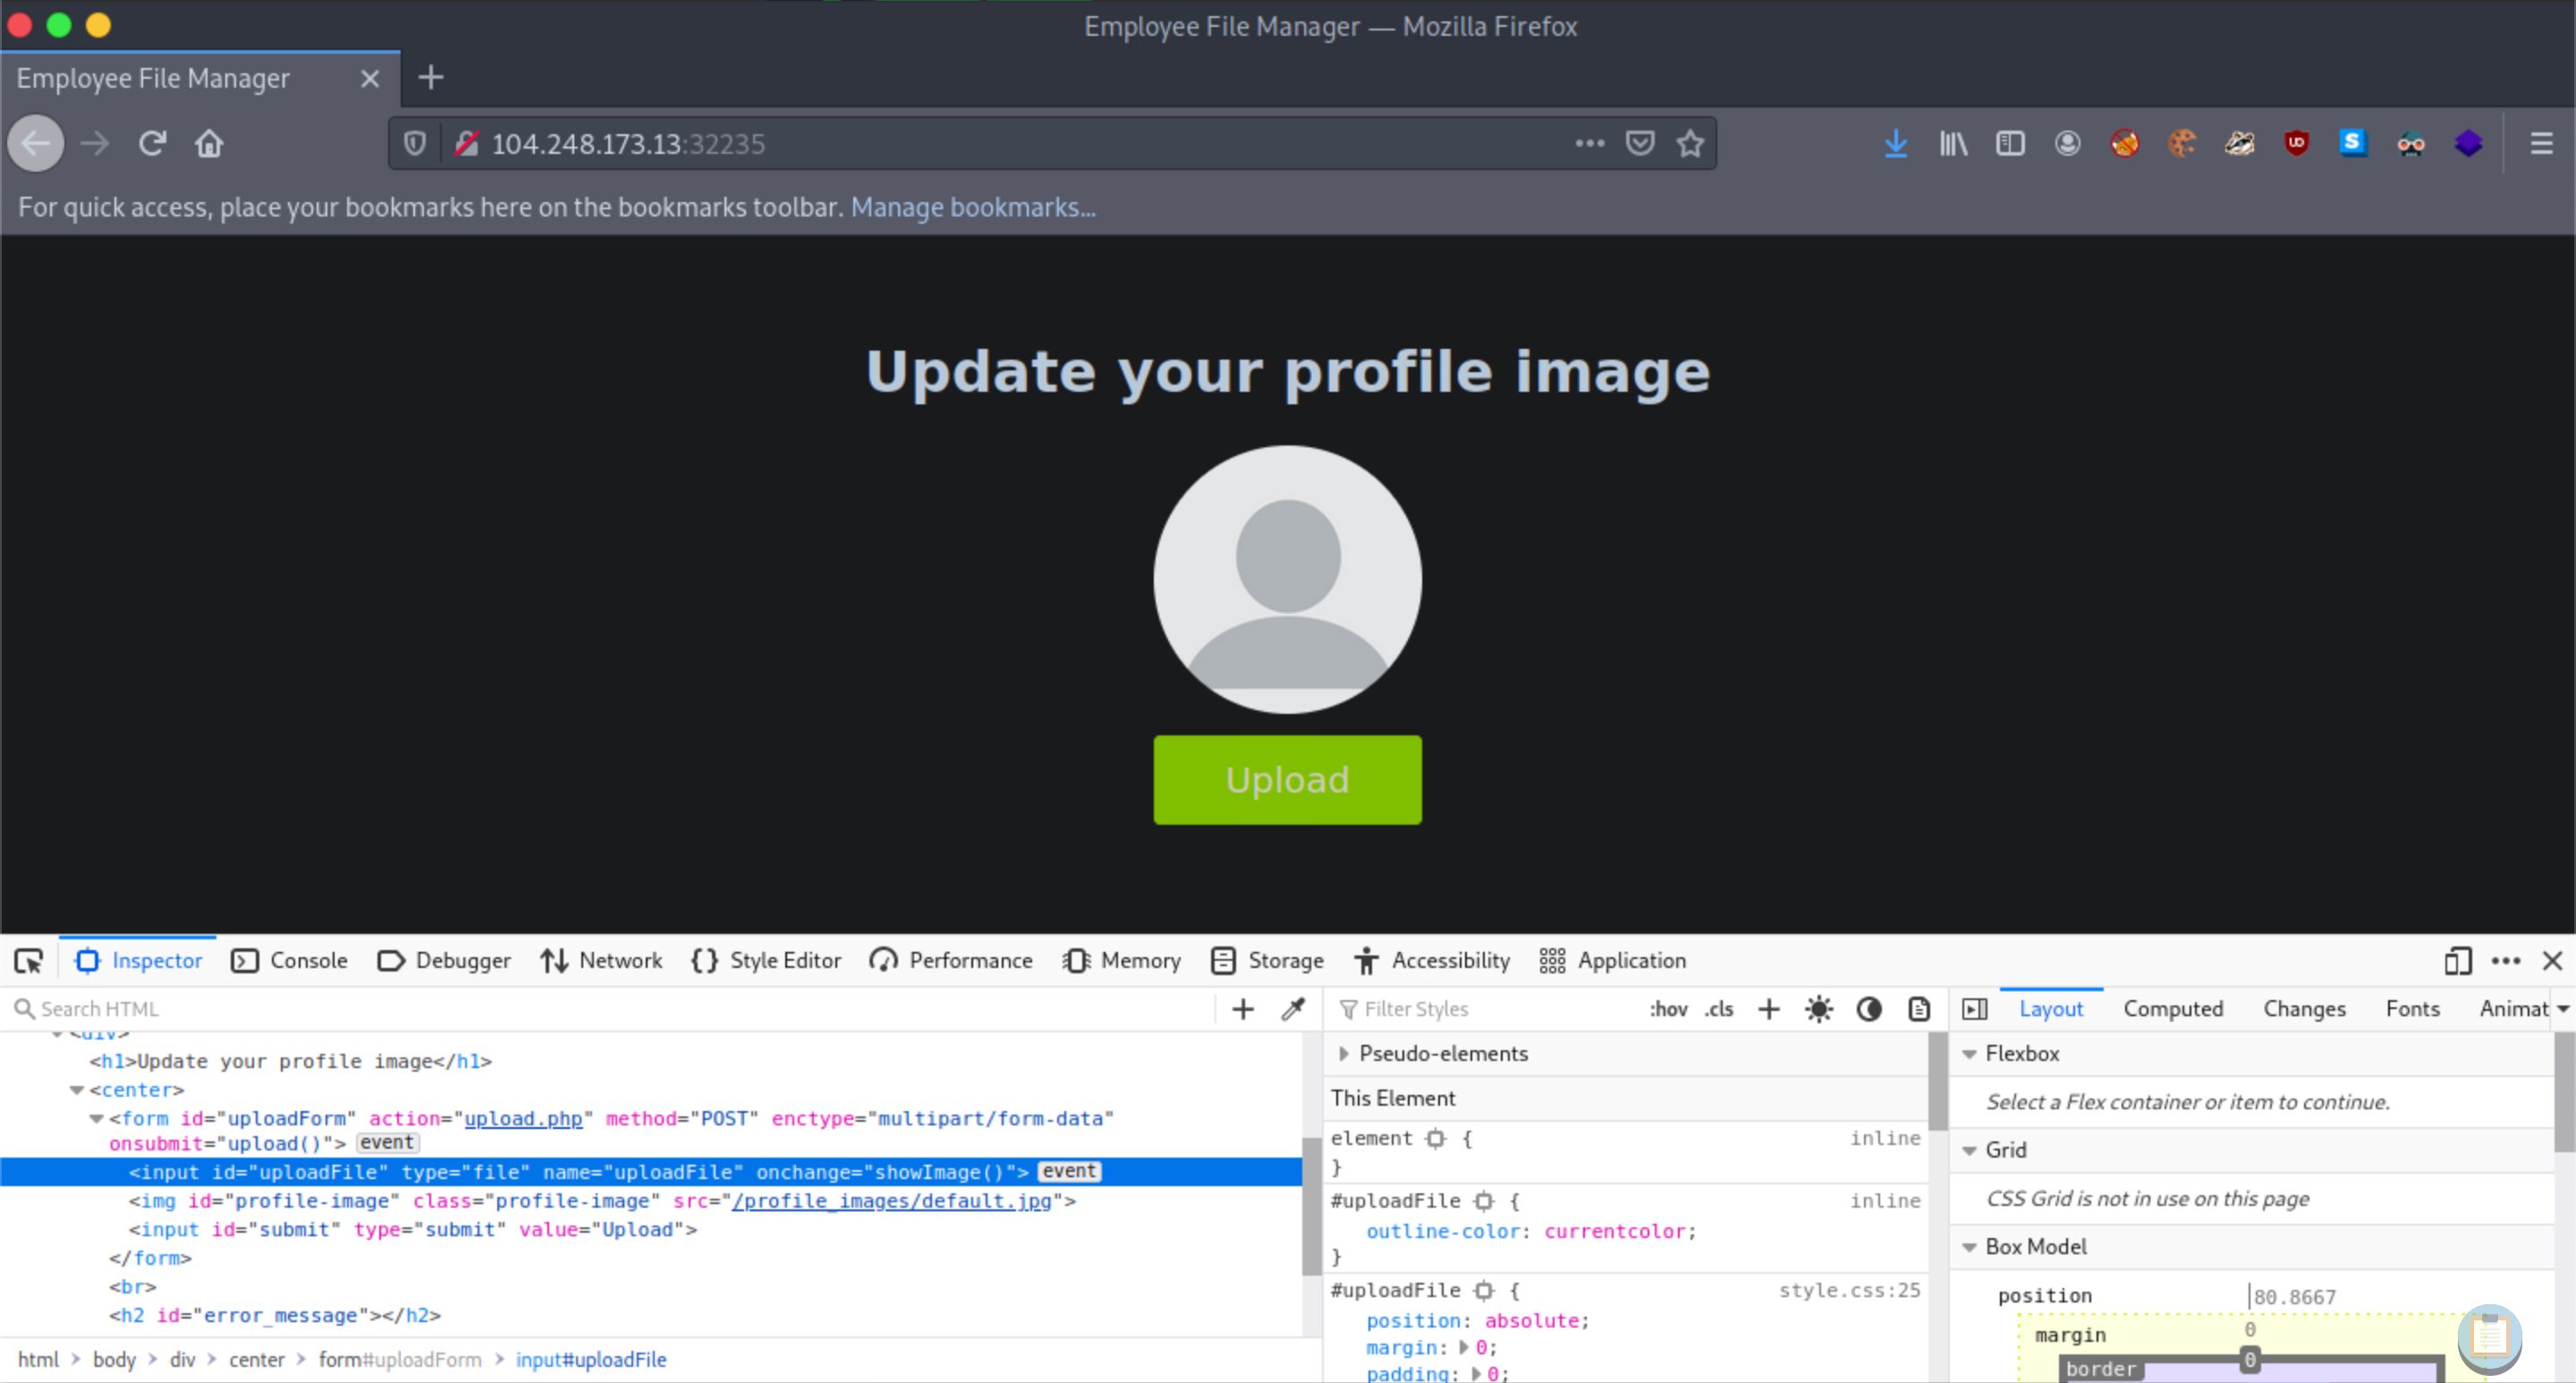 Employee File Manager — Mozilla Firefox
Employee File Manager
104.248.173.13:32235
For quick access, place your bookmarks here on the bookmarks toolbar. Manage bookmarks...
Update your profile image
Upload
Inspector Console Debugger Network Style Editor Performance Memory Storage Accessibility Application
Search HTML
<div>
<h1>Update your profile image</h1>
<center>
<form id="uploadForm" action="upload.php" method="POST" enctype="multipart/form-data"
onsubmit="upload()"> event
<input id="uploadFile" type="file" name="uploadFile" onchange="showImage()"> event
<img id="profile-image" class="profile-image" src="/profile_images/default.jpg">
<input id="submit" type="submit" value="Upload">
</form>
<br>
<h2 id="error_message"></h2>
html > body > div > center > form#uploadForm > input#uploadFile
Filter Styles :hov .cls
Pseudo-elements
This Element
element { inline
}
#uploadFile { inline
outline-color: currentcolor;
}
#uploadFile { style.css:25
position: absolute;
margin: 0;
padding: 0;
Layout Computed Changes Fonts Animat
Flexbox
Select a Flex container or item to continue.
Grid
CSS Grid is not in use on this page
Box Model
position 80.8667
margin 0
border 0